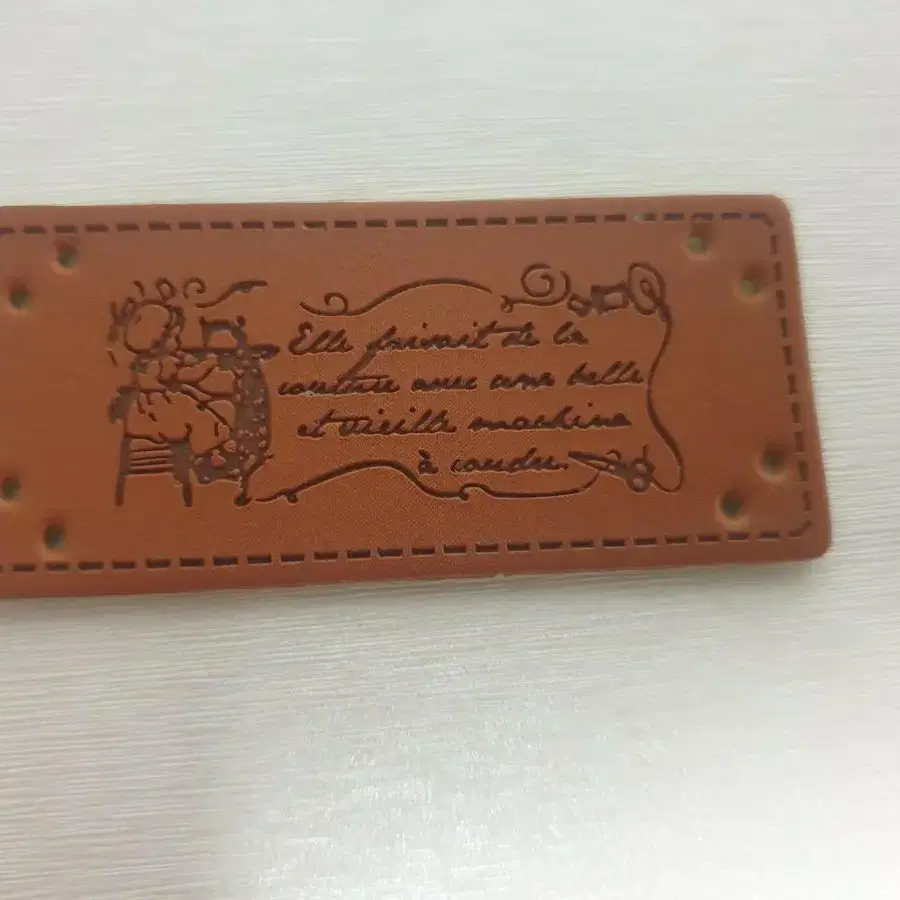 Elle faisait de la
couture avec une belle
et vieille machine
à coudre.